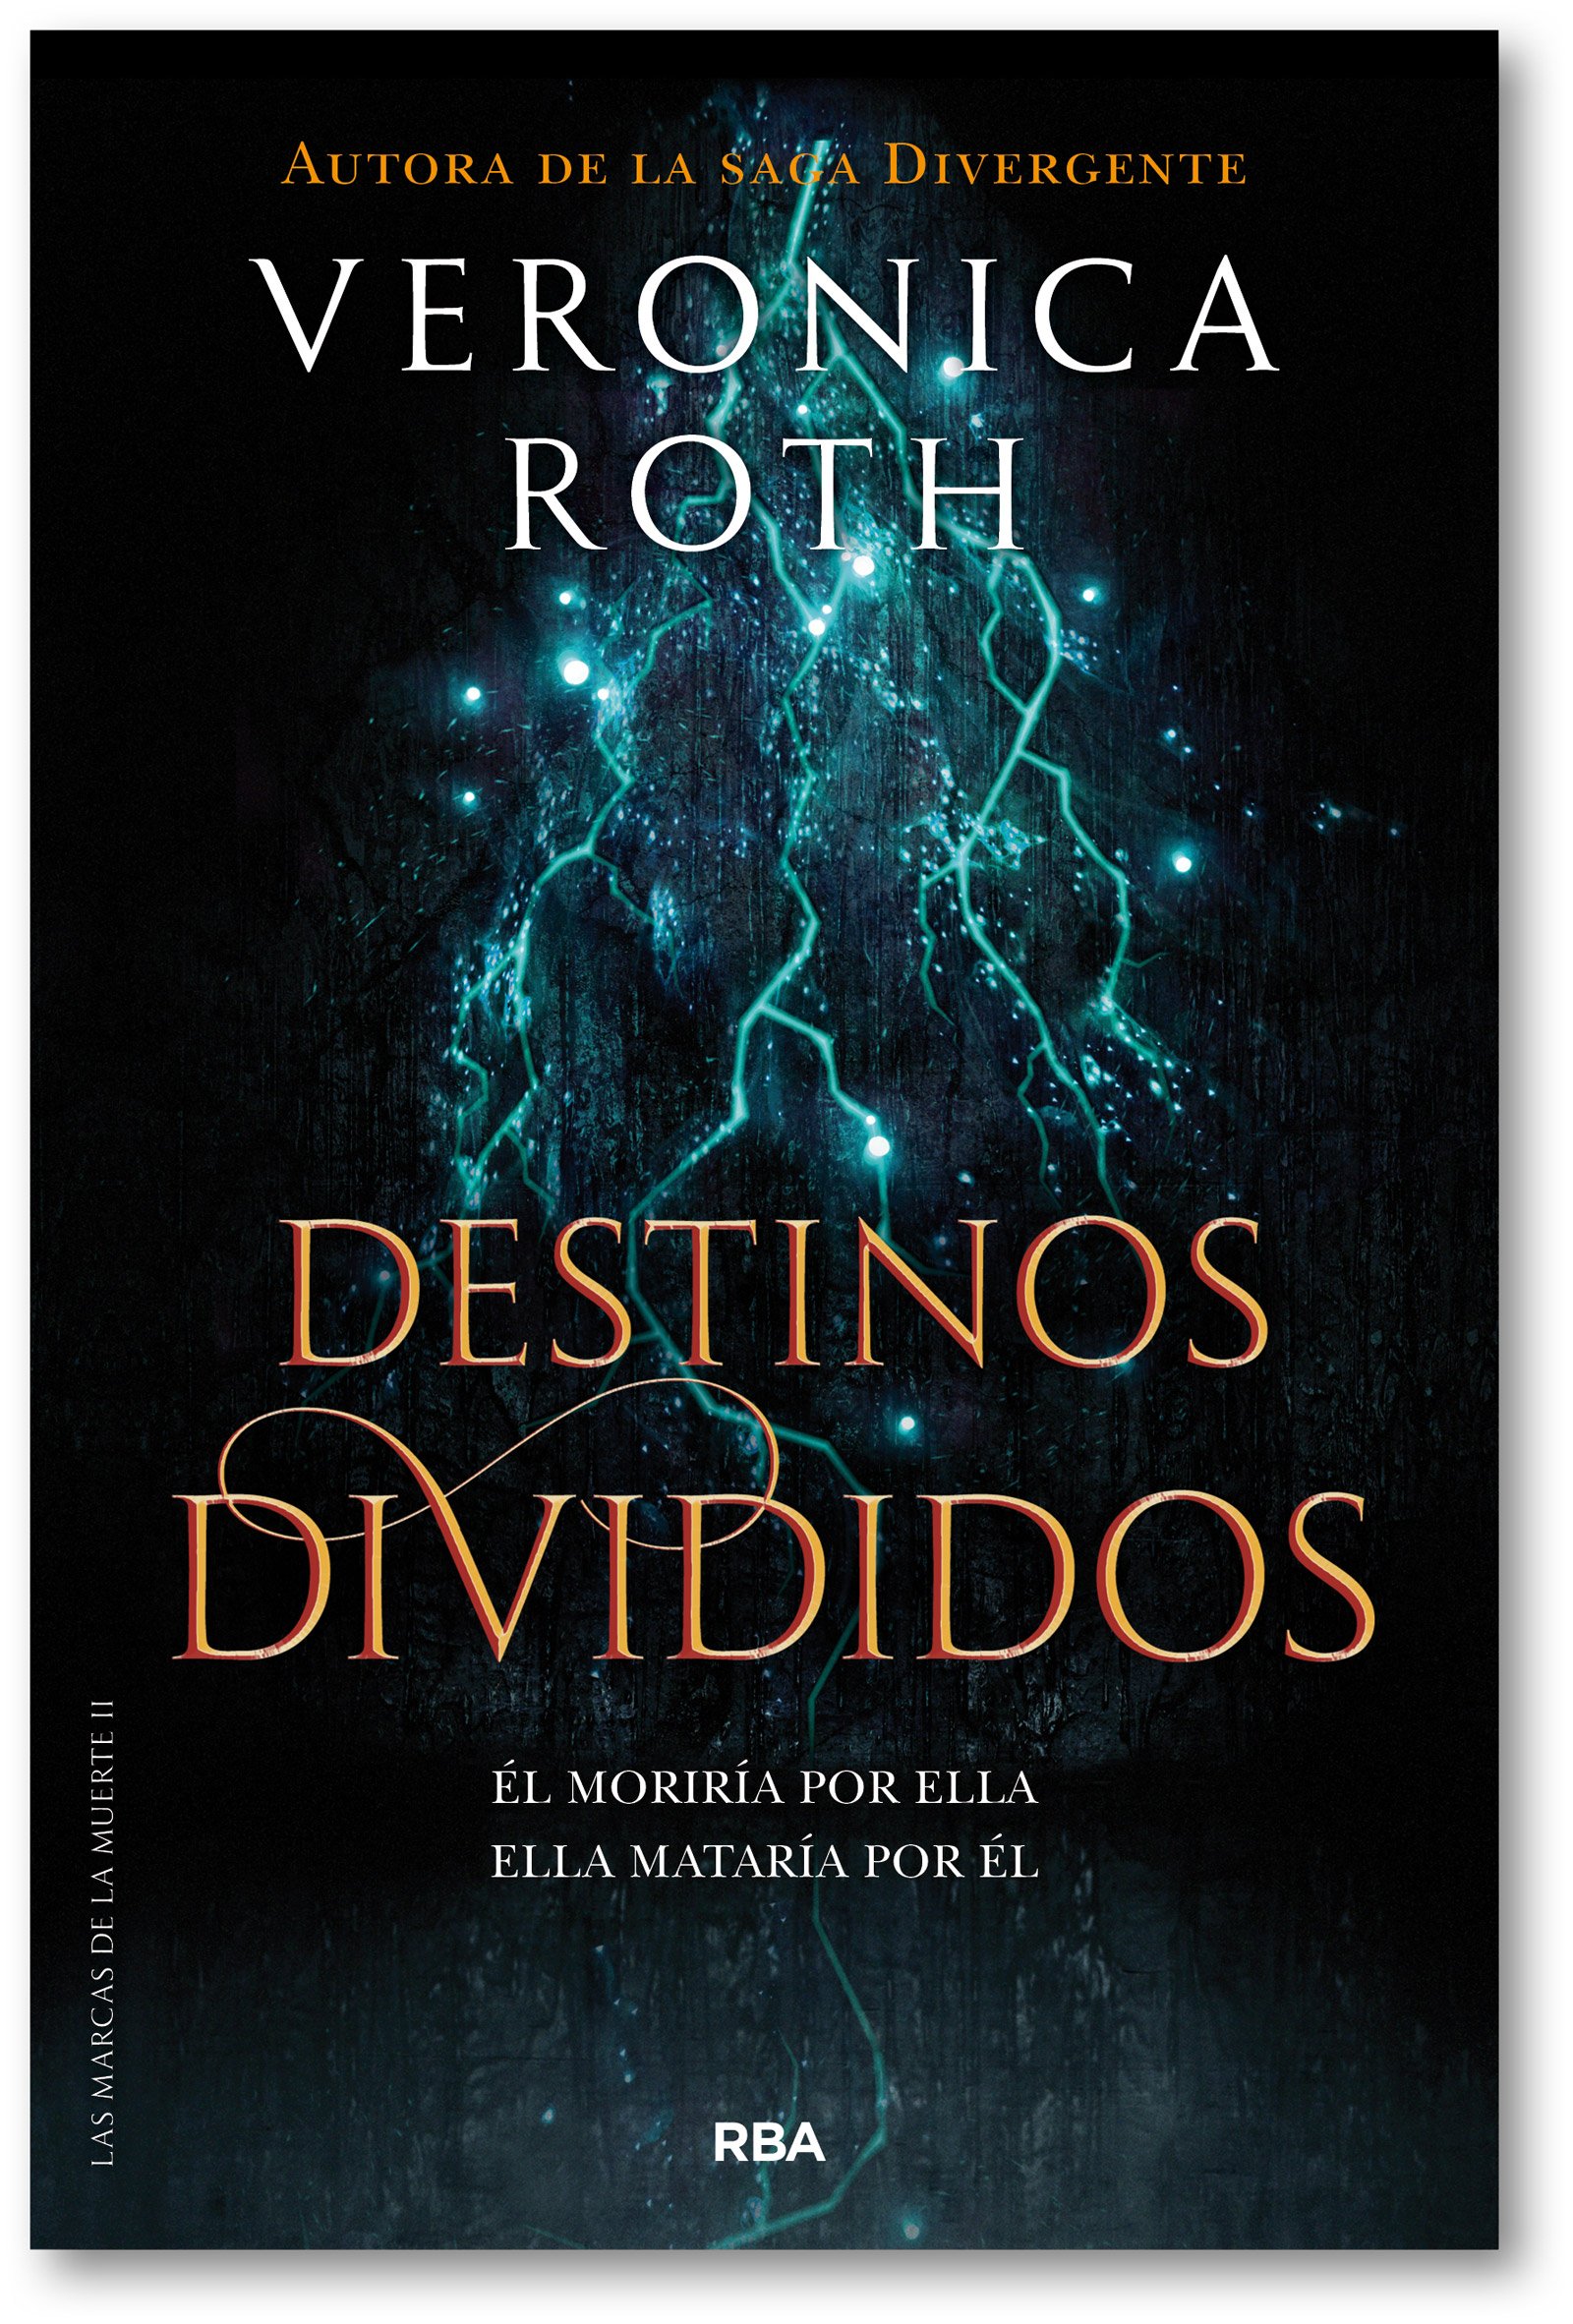 AUTORA DE LA SAGA DIVERGENTE
VERONICA
ROTH
DESTINOS
DIVIDIDOS
ÉL MORIRÍA POR ELLA
ELLA MATARÍA POR ÉL
LAS MARCAS DE LA MUERTE II
RBA